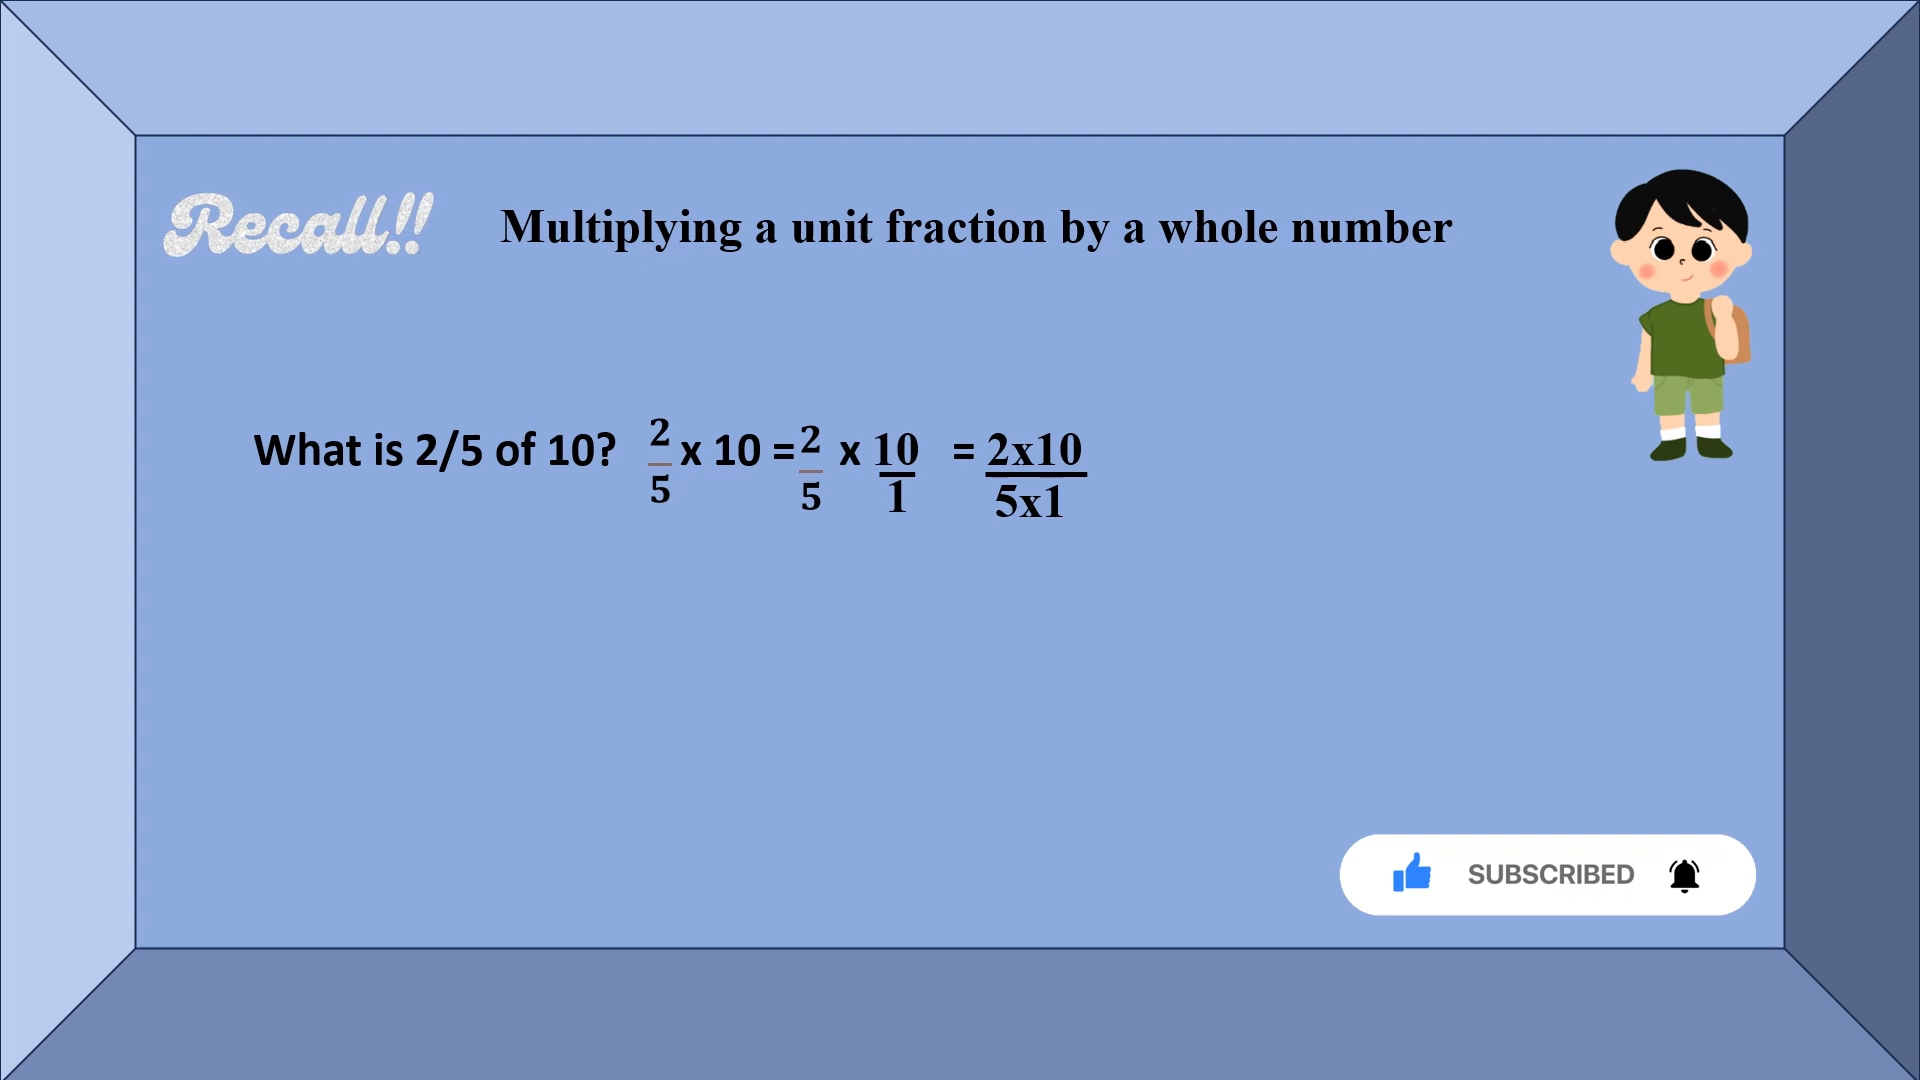 Recall!! Multiplying a unit fraction by a whole number
What is 2/5 of 10? 2/5 x 10 = 2/5 x 10/1 = 2x10/5x1
SUBSCRIBED